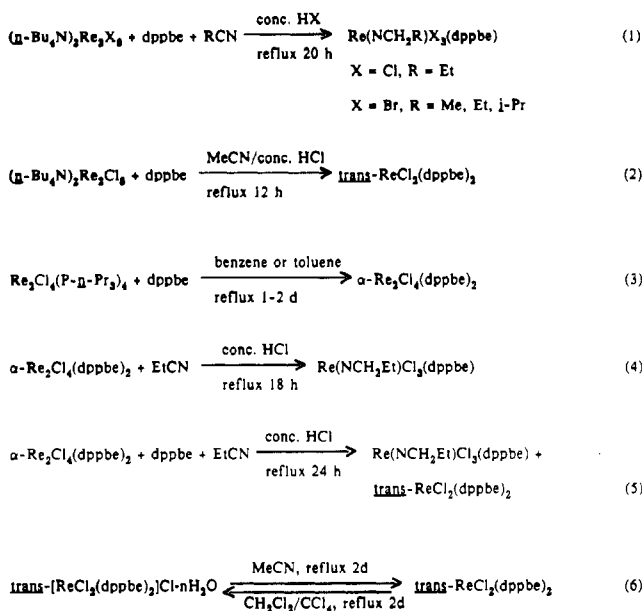 conc. HX
(n-Bu₄N)₂Re₂X₈ + dppbe + RCN → Re(NCH₂R)X₃(dppbe) (1)
reflux 20 h
X = Cl, R = Et
X = Br, R = Me, Et, i-Pr
MeCN/conc. HCl
(n-Bu₄N)₂Re₂Cl₈ + dppbe → trans-ReCl₂(dppbe)₂ (2)
reflux 12 h
benzene or toluene
Re₂Cl₄(P-n-Pr₃)₄ + dppbe → α-Re₂Cl₄(dppbe)₂ (3)
reflux 1-2 d
conc. HCl
α-Re₂Cl₄(dppbe)₂ + EtCN → Re(NCH₂Et)Cl₃(dppbe) (4)
reflux 18 h
conc. HCl
α-Re₂Cl₄(dppbe)₂ + dppbe + EtCN → Re(NCH₂Et)Cl₃(dppbe) +
reflux 24 h
trans-ReCl₂(dppbe)₂ (5)
MeCN, reflux 2d
trans-[ReCl₂(dppbe)₂]Cl·nH₂O ⇌ trans-ReCl₂(dppbe)₂ (6)
CH₂Cl₂/CCl₄, reflux 2d